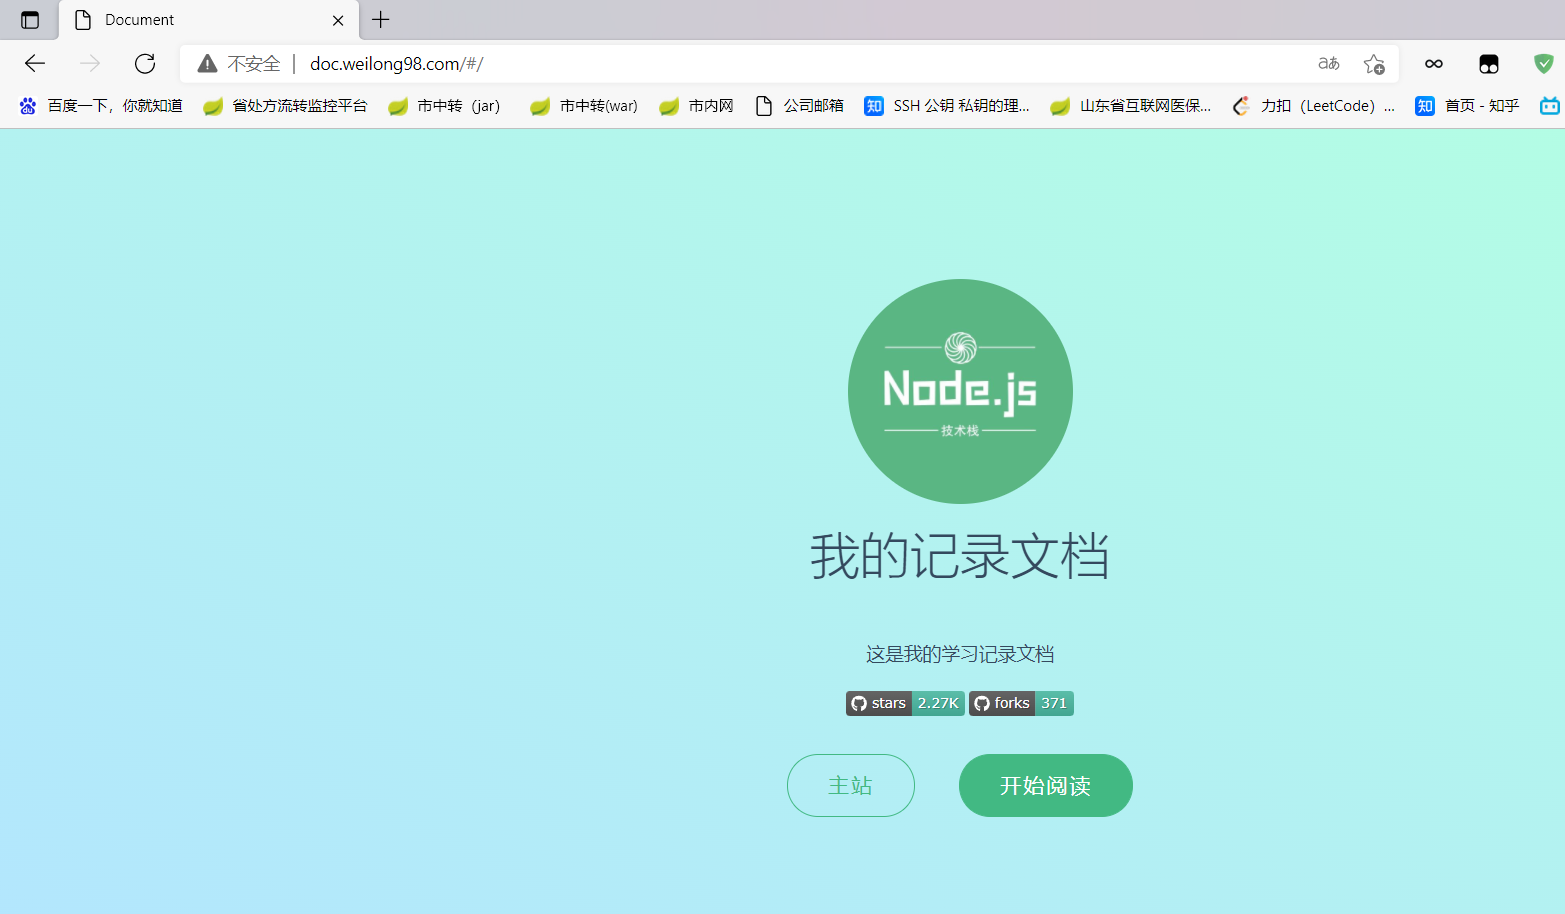 Document
不安全 doc.weilong98.com/#/ aあ
百度一下，你就知道 省处方流转监控平台 市中转（jar） 市中转(war) 市内网 公司邮箱 知 SSH 公钥 私钥的理... 山东省互联网医保... 力扣（LeetCode）... 知 首页 - 知乎
Node.js
技术栈
我的记录文档
这是我的学习记录文档
stars 2.27K forks 371
主站 开始阅读